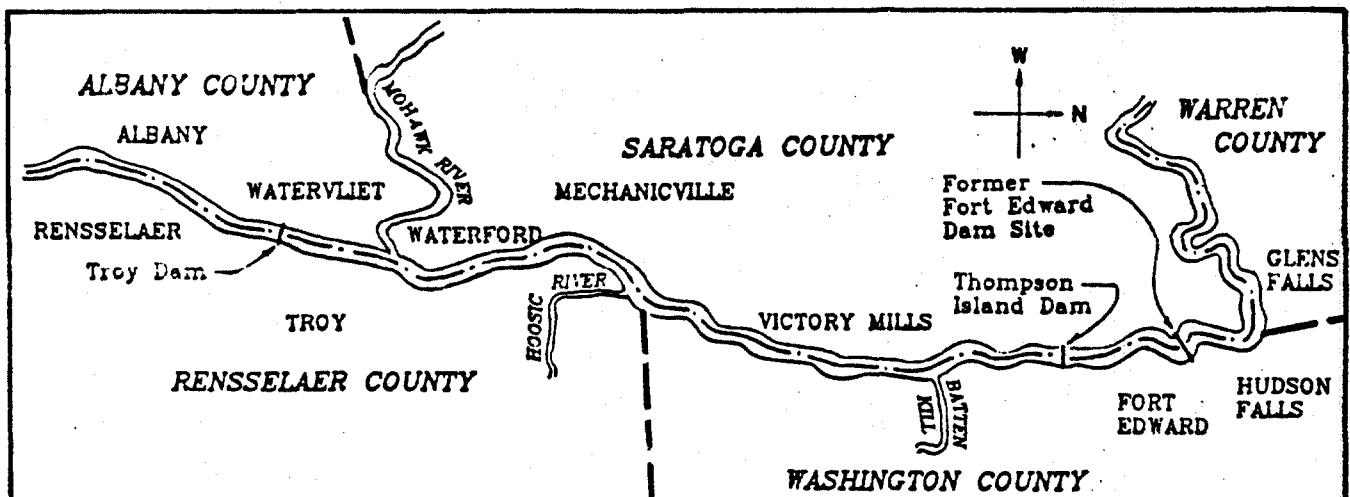 ALBANY COUNTY
ALBANY
MOHAWK RIVER
WATERVLIET
RENSSELAER
Troy Dam
WATERFORD
TROY
RENSSELAER COUNTY
SARATOGA COUNTY
MECHANICVILLE
HOOSIC
RIVER
W
N
WARREN
COUNTY
Former
Fort Edward
Dam Site
Thompson
Island Dam
GLENS
FALLS
VICTORY MILLS
BATTEN
KILL
FORT
EDWARD
HUDSON
FALLS
WASHINGTON COUNTY